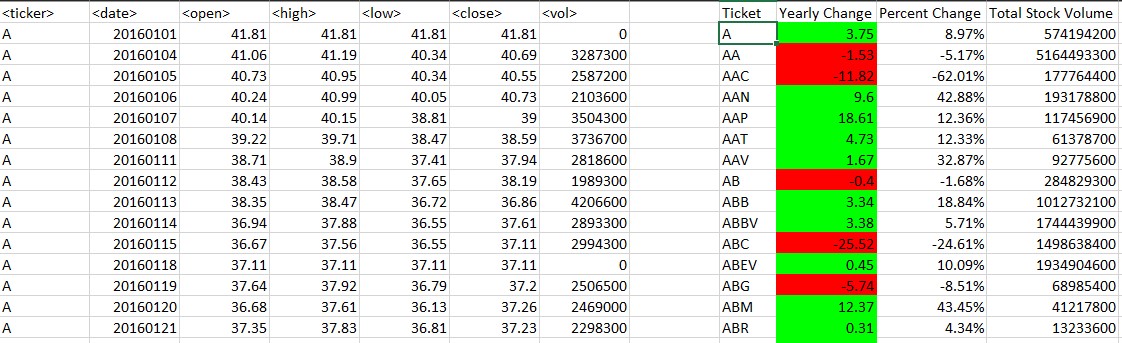 <ticker> <date> <open> <high> <low> <close> <vol> Ticket Yearly Change Percent Change Total Stock Volume
A 20160101 41.81 41.81 41.81 41.81 0 A 3.75 8.97% 574194200
A 20160104 41.06 41.19 40.34 40.69 3287300 AA -1.53 -5.17% 5164493300
A 20160105 40.73 40.95 40.34 40.55 2587200 AAC -11.82 -62.01% 177764400
A 20160106 40.24 40.99 40.05 40.73 2103600 AAN 9.6 42.88% 193178800
A 20160107 40.14 40.15 38.81 39 3504300 AAP 18.61 12.36% 117456900
A 20160108 39.22 39.71 38.47 38.59 3736700 AAT 4.73 12.33% 61378700
A 20160111 38.71 38.9 37.41 37.94 2818600 AAV 1.67 32.87% 92775600
A 20160112 38.43 38.58 37.65 38.19 1989300 AB -0.4 -1.68% 284829300
A 20160113 38.35 38.47 36.72 36.86 4206600 ABB 3.34 18.84% 1012732100
A 20160114 36.94 37.88 36.55 37.61 2893300 ABBV 3.38 5.71% 1744439900
A 20160115 36.67 37.56 36.55 37.11 2994300 ABC -25.52 -24.61% 1498638400
A 20160118 37.11 37.11 37.11 37.11 0 ABEV 0.45 10.09% 1934904600
A 20160119 37.64 37.92 36.79 37.2 2506500 ABG -5.74 -8.51% 68985400
A 20160120 36.68 37.61 36.13 37.26 2469000 ABM 12.37 43.45% 41217800
A 20160121 37.35 37.83 36.81 37.23 2298300 ABR 0.31 4.34% 13233600